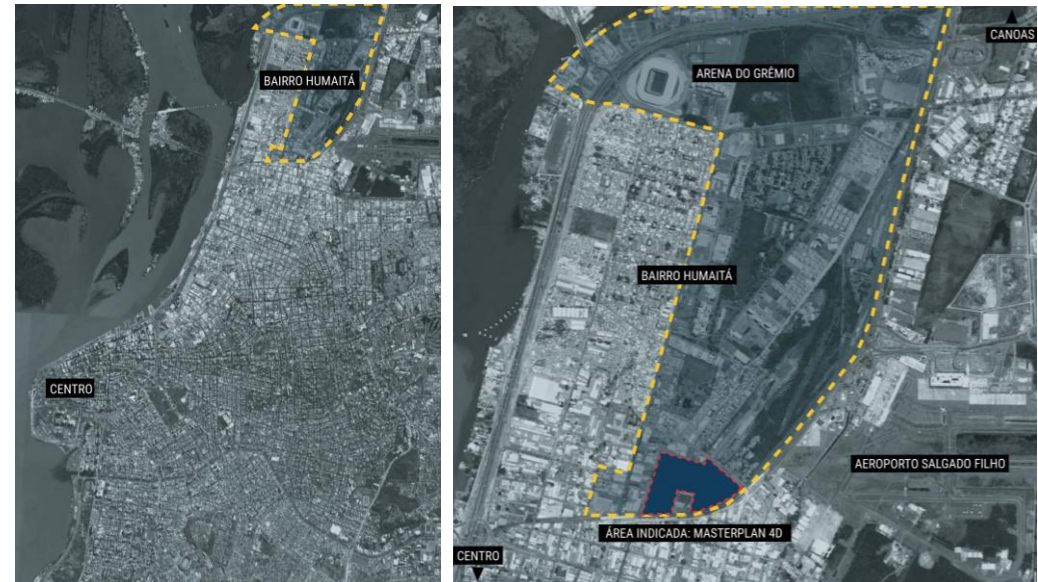 BAIRRO HUMAITÁ
CENTRO
CANOAS
ARENA DO GRÊMIO
BAIRRO HUMAITÁ
AEROPORTO SALGADO FILHO
ÁREA INDICADA: MASTERPLAN 4D
CENTRO